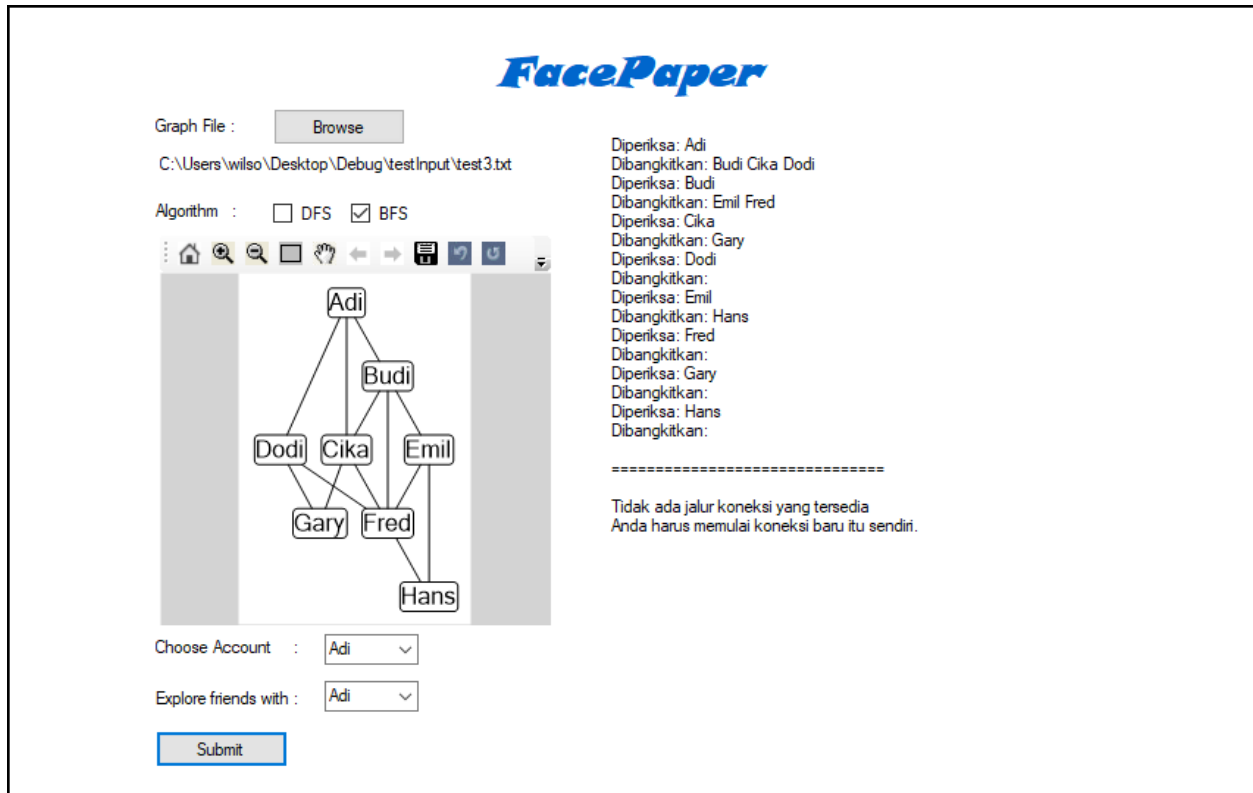 FacePaper
Graph File :
Browse
C:\Users\wilso\Desktop\Debug\testInput\test3.txt
Algorithm :
DFS
BFS
Adi
Budi
Dodi
Cika
Emil
Gary
Fred
Hans
Choose Account :
Adi
Explore friends with :
Adi
Submit
Diperiksa: Adi
Dibangkitkan: Budi Cika Dodi
Diperiksa: Budi
Dibangkitkan: Emil Fred
Diperiksa: Cika
Dibangkitkan: Gary
Diperiksa: Dodi
Dibangkitkan:
Diperiksa: Emil
Dibangkitkan: Hans
Diperiksa: Fred
Dibangkitkan:
Diperiksa: Gary
Dibangkitkan:
Diperiksa: Hans
Dibangkitkan:
===============================
Tidak ada jalur koneksi yang tersedia
Anda harus memulai koneksi baru itu sendiri.